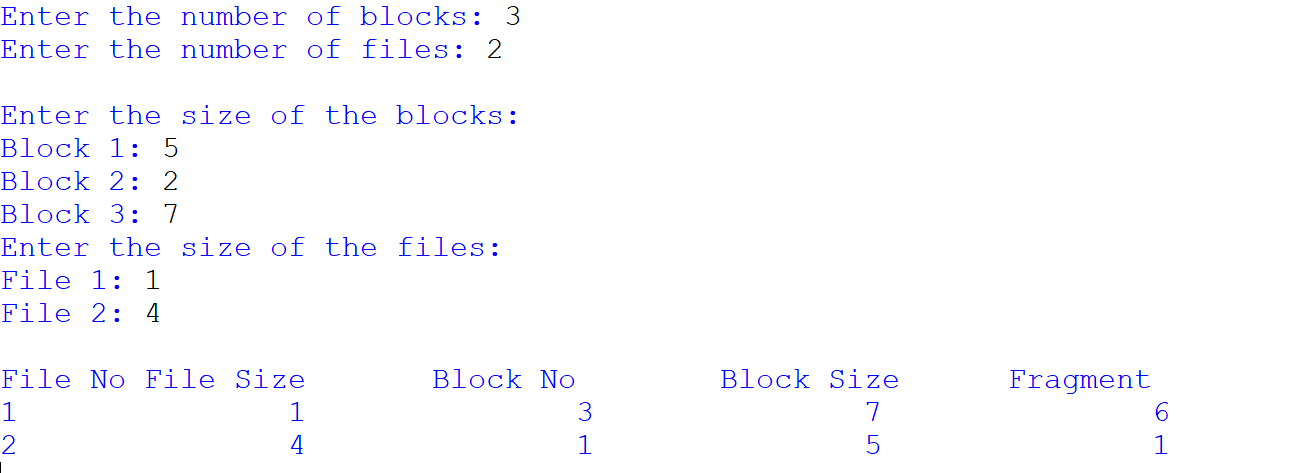 Enter the number of blocks: 3
Enter the number of files: 2
Enter the size of the blocks:
Block 1: 5
Block 2: 2
Block 3: 7
Enter the size of the files:
File 1: 1
File 2: 4
File No File Size Block No Block Size Fragment
1 1 3 7 6
2 4 1 5 1